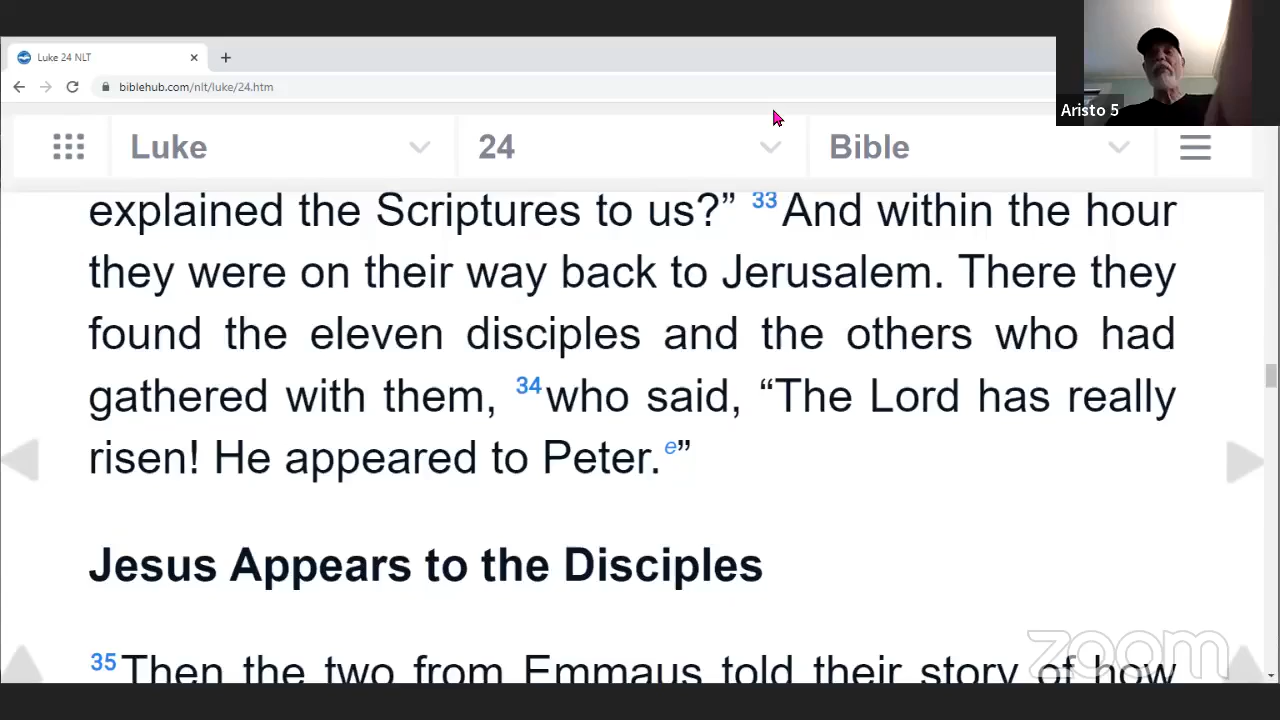 Luke 24 NLT
biblehub.com/nlt/luke/24.htm
Aristo 5
Luke 24 Bible
explained the Scriptures to us?” 33 And within the hour
they were on their way back to Jerusalem. There they
found the eleven disciples and the others who had
gathered with them, 34 who said, “The Lord has really
risen! He appeared to Peter.e”
Jesus Appears to the Disciples
35 Then the two from Emmaus told their story of how
zoom